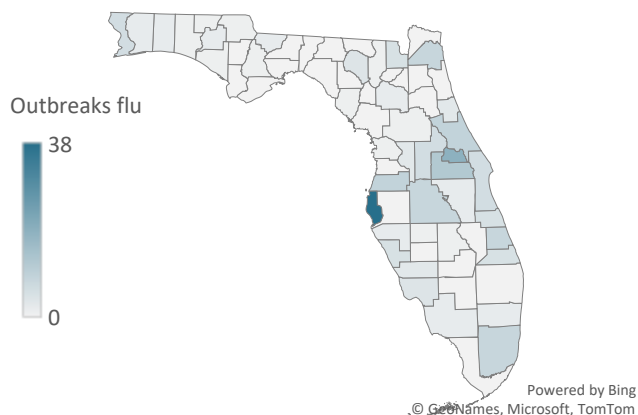 Outbreaks flu
38
0
Powered by Bing
© GeoNames, Microsoft, TomTom